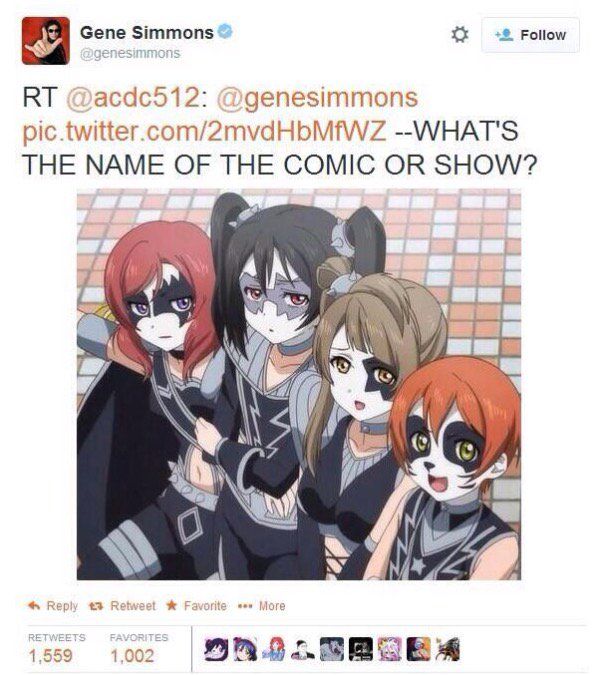 Gene Simmons
@genesimmons
Follow
RT @acdc512: @genesimmons
pic.twitter.com/2mvdHbMfWZ --WHAT'S
THE NAME OF THE COMIC OR SHOW?
Reply Retweet Favorite More
RETWEETS FAVORITES
1,559 1,002